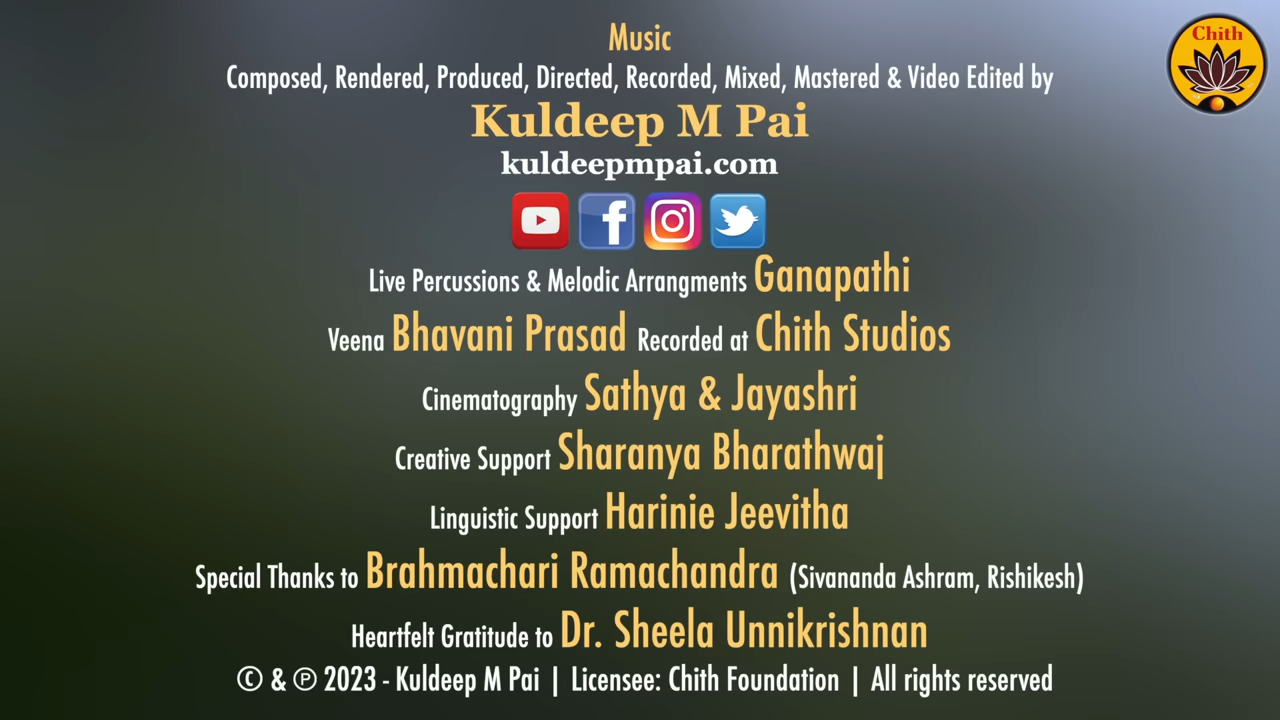 Music
Chith
Composed, Rendered, Produced, Directed, Recorded, Mixed, Mastered & Video Edited by
Kuldeep M Pai
kuldeepmpai.com
Live Percussions & Melodic Arrangments Ganapathi
Veena Bhavani Prasad Recorded at Chith Studios
Cinematography Sathya & Jayashri
Creative Support Sharanya Bharathwaj
Linguistic Support Harinie Jeevitha
Special Thanks to Brahmachari Ramachandra (Sivananda Ashram, Rishikesh)
Heartfelt Gratitude to Dr. Sheela Unnikrishnan
© & ℗ 2023 - Kuldeep M Pai | Licensee: Chith Foundation | All rights reserved